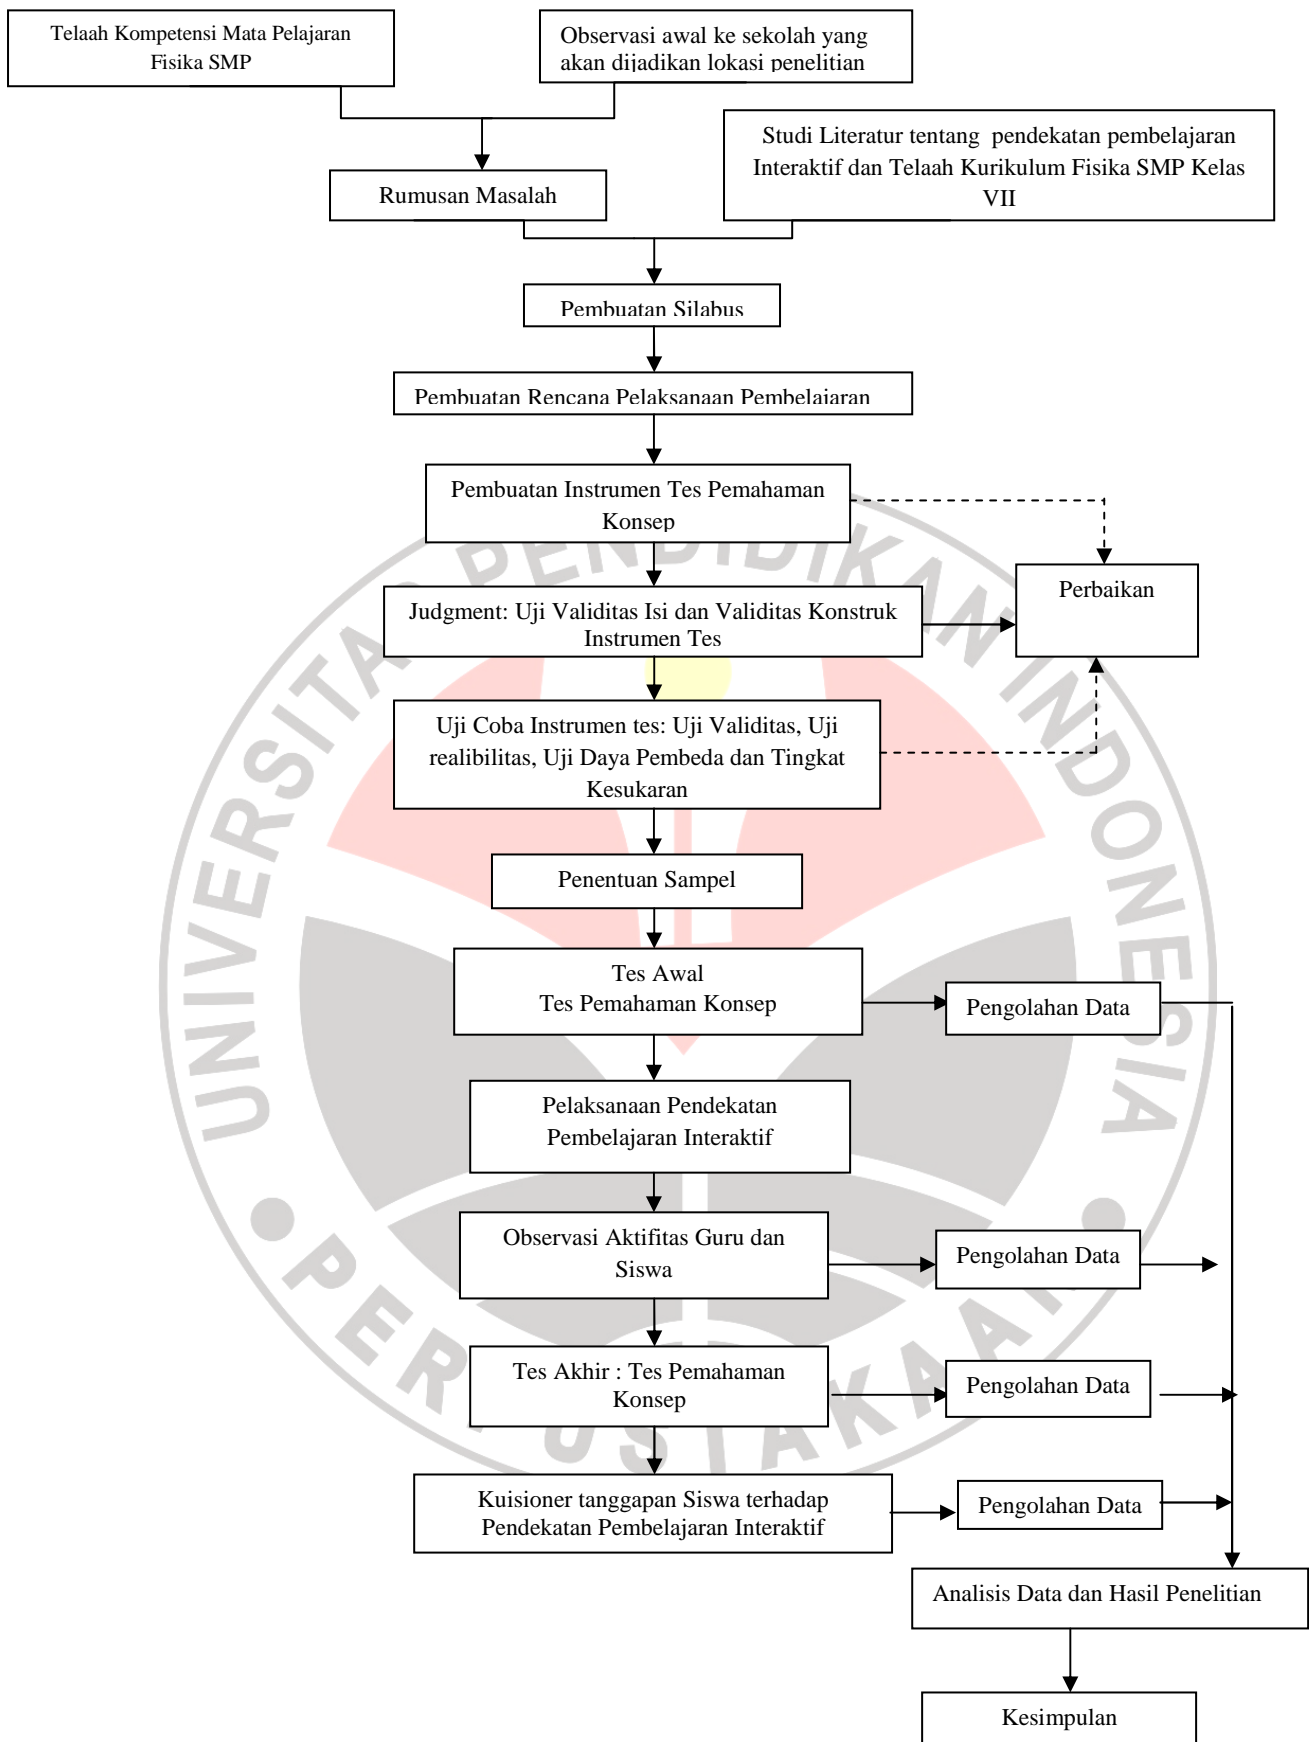 Telaah Kompetensi Mata Pelajaran
Fisika SMP
Observasi awal ke sekolah yang
akan dijadikan lokasi penelitian
Studi Literatur tentang pendekatan pembelajaran
Interaktif dan Telaah Kurikulum Fisika SMP Kelas
VII
Rumusan Masalah
Pembuatan Silabus
Pembuatan Rencana Pelaksanaan Pembelajaran
Pembuatan Instrumen Tes Pemahaman
Konsep
Perbaikan
Judgment: Uji Validitas Isi dan Validitas Konstruk
Instrumen Tes
Uji Coba Instrumen tes: Uji Validitas, Uji
realibilitas, Uji Daya Pembeda dan Tingkat
Kesukaran
Penentuan Sampel
Tes Awal
Tes Pemahaman Konsep
Pengolahan Data
Pelaksanaan Pendekatan
Pembelajaran Interaktif
Observasi Aktifitas Guru dan
Siswa
Pengolahan Data
Tes Akhir : Tes Pemahaman
Konsep
Pengolahan Data
Kuisioner tanggapan Siswa terhadap
Pendekatan Pembelajaran Interaktif
Pengolahan Data
Analisis Data dan Hasil Penelitian
Kesimpulan
UNIVERSITAS PENDIDIKAN INDONESIA
PERPUSTAKAAN